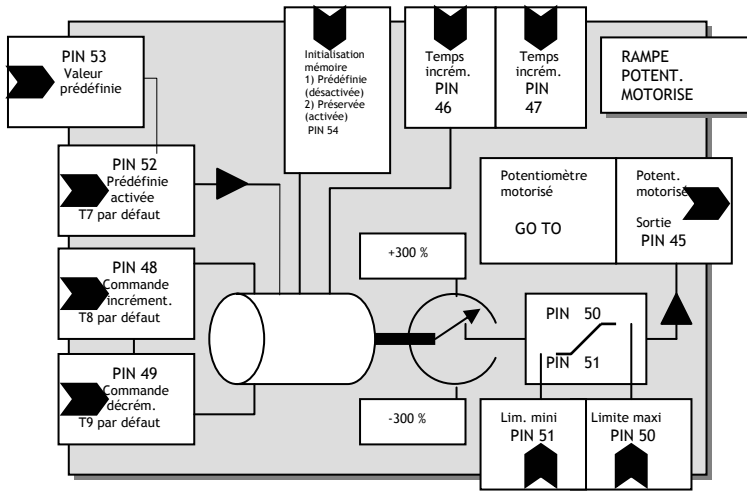 PIN 53
Valeur
prédéfinie
Initialisation
mémoire
1) Prédéfinie
(désactivée)
2) Préservée
(activée)
PIN 54
Temps
incrém.
PIN
46
Temps
incrém.
PIN
47
RAMPE
POTENT.
MOTORISE
PIN 52
Prédéfinie
activée
T7 par défaut
Potentiomètre
motorisé
GO TO
Potent.
motorisé
Sortie
PIN 45
PIN 48
Commande
incrément.
T8 par défaut
+300 %
PIN 50
PIN 51
PIN 49
Commande
décrém.
T9 par défaut
-300 %
Lim. mini
PIN 51
Limite maxi
PIN 50